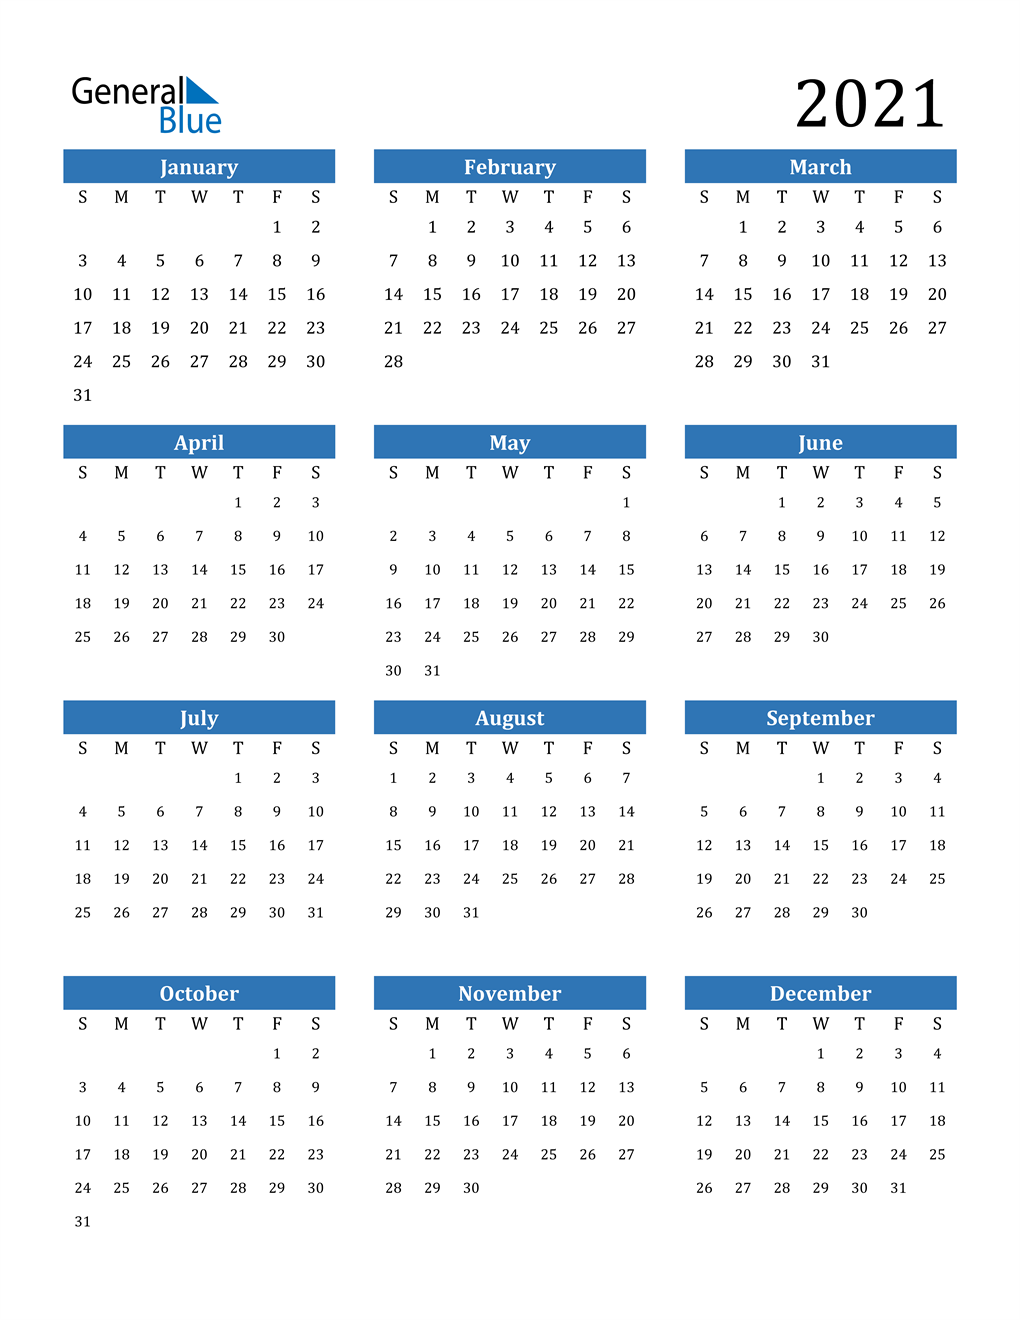 General
Blue
2021
January
S M T W T F S
1 2
3 4 5 6 7 8 9
10 11 12 13 14 15 16
17 18 19 20 21 22 23
24 25 26 27 28 29 30
31
February
S M T W T F S
1 2 3 4 5 6
7 8 9 10 11 12 13
14 15 16 17 18 19 20
21 22 23 24 25 26 27
28
March
S M T W T F S
1 2 3 4 5 6
7 8 9 10 11 12 13
14 15 16 17 18 19 20
21 22 23 24 25 26 27
28 29 30 31
April
S M T W T F S
1 2 3
4 5 6 7 8 9 10
11 12 13 14 15 16 17
18 19 20 21 22 23 24
25 26 27 28 29 30
May
S M T W T F S
1
2 3 4 5 6 7 8
9 10 11 12 13 14 15
16 17 18 19 20 21 22
23 24 25 26 27 28 29
30 31
June
S M T W T F S
1 2 3 4 5
6 7 8 9 10 11 12
13 14 15 16 17 18 19
20 21 22 23 24 25 26
27 28 29 30
July
S M T W T F S
1 2 3
4 5 6 7 8 9 10
11 12 13 14 15 16 17
18 19 20 21 22 23 24
25 26 27 28 29 30 31
August
S M T W T F S
1 2 3 4 5 6 7
8 9 10 11 12 13 14
15 16 17 18 19 20 21
22 23 24 25 26 27 28
29 30 31
September
S M T W T F S
1 2 3 4
5 6 7 8 9 10 11
12 13 14 15 16 17 18
19 20 21 22 23 24 25
26 27 28 29 30
October
S M T W T F S
1 2
3 4 5 6 7 8 9
10 11 12 13 14 15 16
17 18 19 20 21 22 23
24 25 26 27 28 29 30
31
November
S M T W T F S
1 2 3 4 5 6
7 8 9 10 11 12 13
14 15 16 17 18 19 20
21 22 23 24 25 26 27
28 29 30
December
S M T W T F S
1 2 3 4
5 6 7 8 9 10 11
12 13 14 15 16 17 18
19 20 21 22 23 24 25
26 27 28 29 30 31